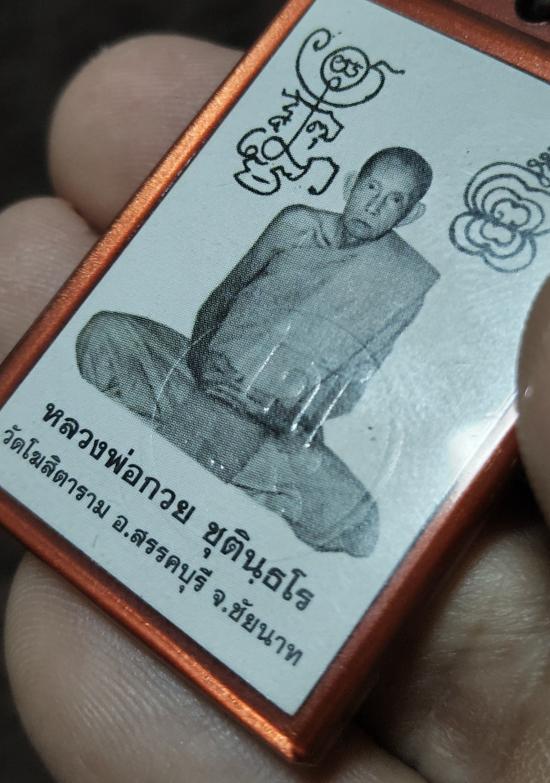 หลวงพ่อกวย ชุตินฺธโร
วัดโฆสิตาราม อ.สรรคบุรี จ.ชัยนาท